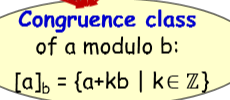 Congruence class
of a modulo b:
[a]b = {a+kb | k∈ ℤ}